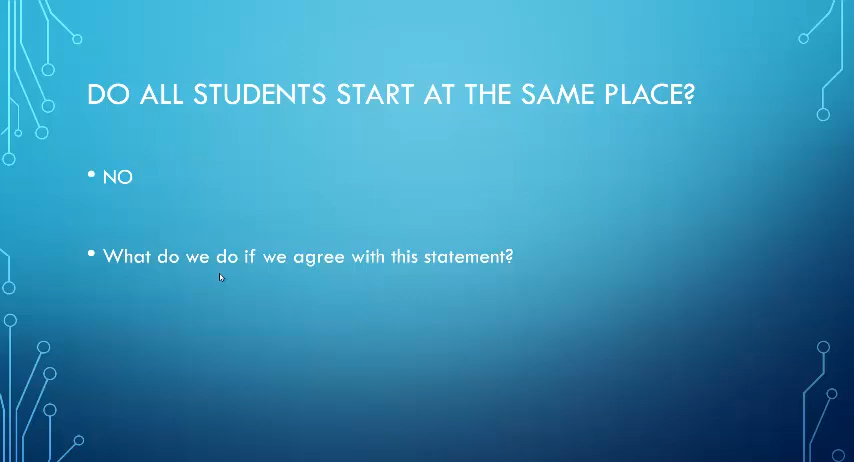 DO ALL STUDENTS START AT THE SAME PLACE?
• NO
• What do we do if we agree with this statement?